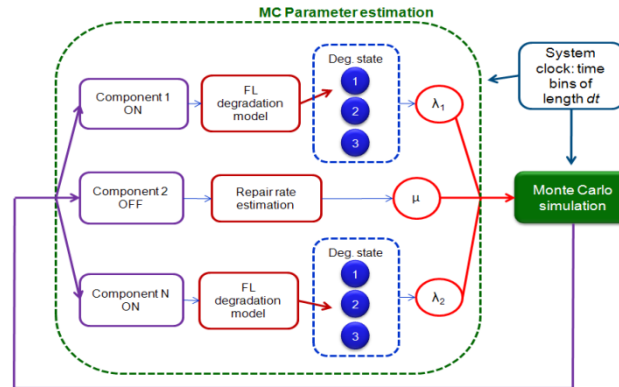 MC Parameter estimation
Component 1
ON
FL
degradation
model
Deg. state
1
2
3
λ1
System
clock: time
bins of
length dt
Component 2
OFF
Repair rate
estimation
μ
Monte Carlo
simulation
Component N
ON
FL
degradation
model
Deg. state
1
2
3
λ2